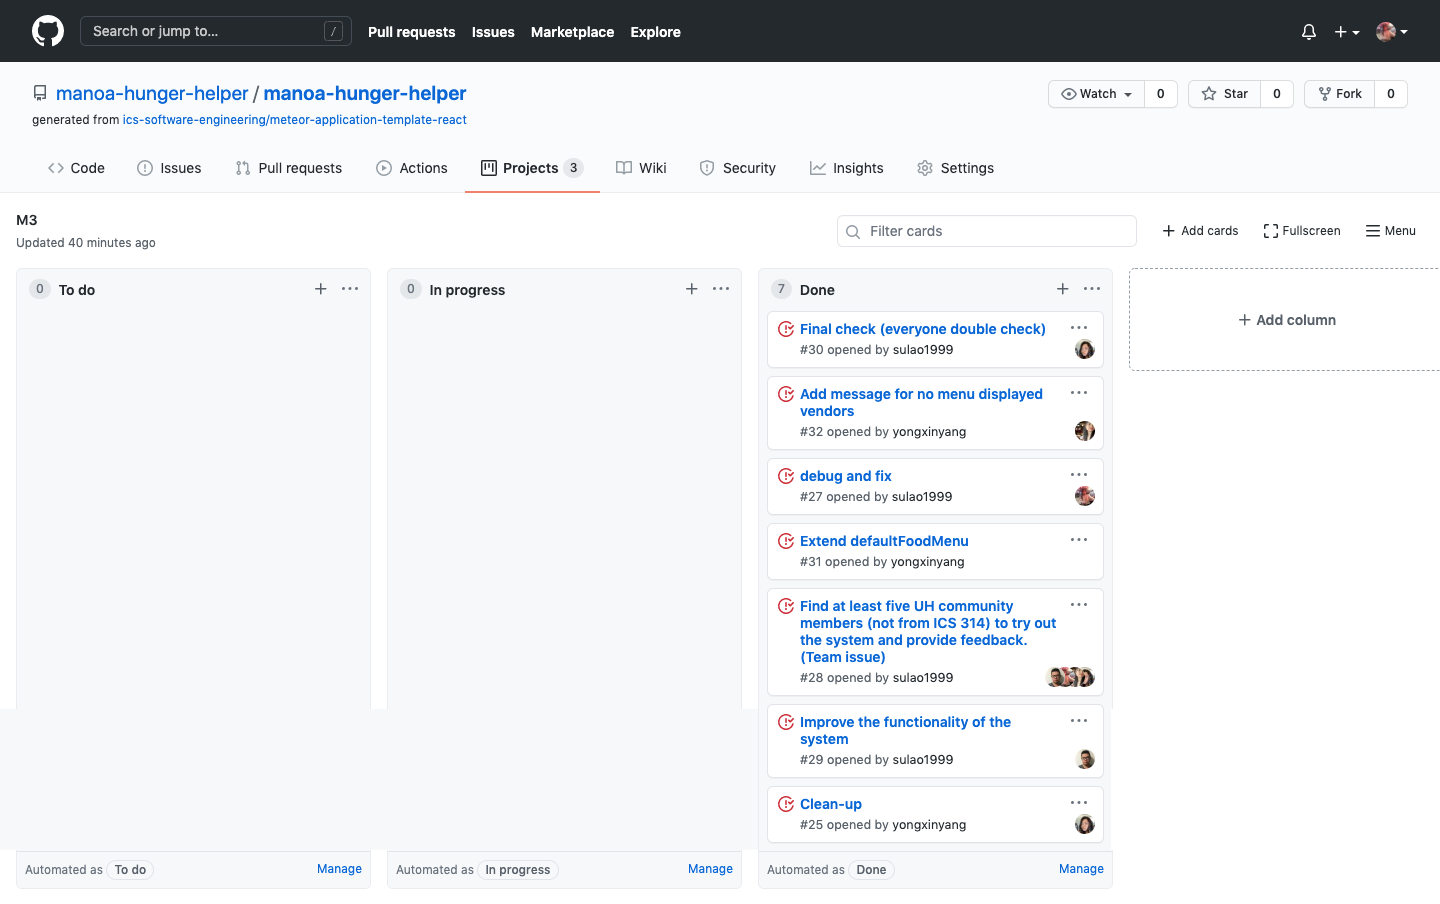 Search or jump to... /
Pull requests Issues Marketplace Explore
manoa-hunger-helper / manoa-hunger-helper
Watch 0 Star 0 Fork 0
generated from ics-software-engineering/meteor-application-template-react
Code Issues Pull requests Actions Projects 3 Wiki Security Insights Settings
M3
Updated 40 minutes ago
Filter cards
Add cards Fullscreen Menu
0 To do
0 In progress
7 Done
Add column
Final check (everyone double check)
#30 opened by sulao1999
Add message for no menu displayed
vendors
#32 opened by yongxinyang
debug and fix
#27 opened by sulao1999
Extend defaultFoodMenu
#31 opened by yongxinyang
Find at least five UH community
members (not from ICS 314) to try out
the system and provide feedback.
(Team issue)
#28 opened by sulao1999
Improve the functionality of the
system
#29 opened by sulao1999
Clean-up
#25 opened by yongxinyang
Automated as To do Manage
Automated as In progress Manage
Automated as Done Manage